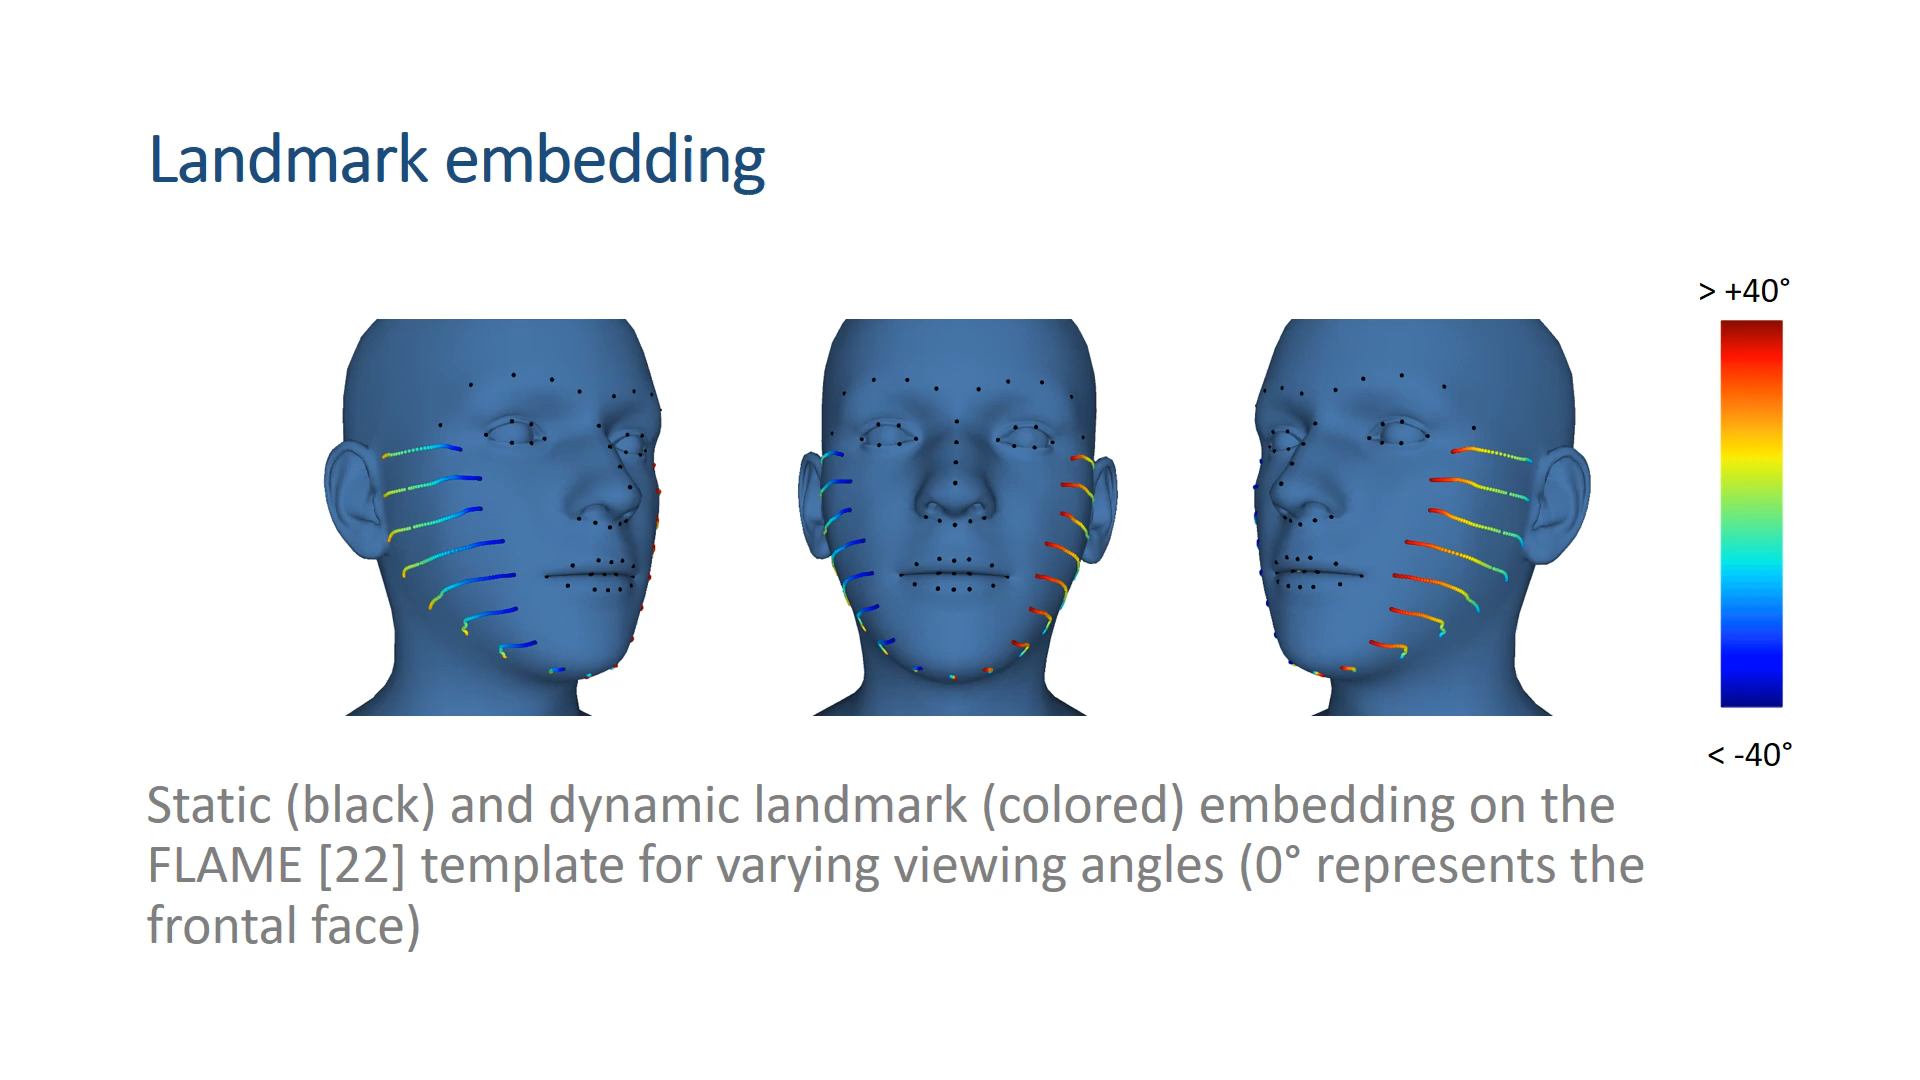 Landmark embedding
> +40°
< -40°
Static (black) and dynamic landmark (colored) embedding on the
FLAME [22] template for varying viewing angles (0° represents the
frontal face)